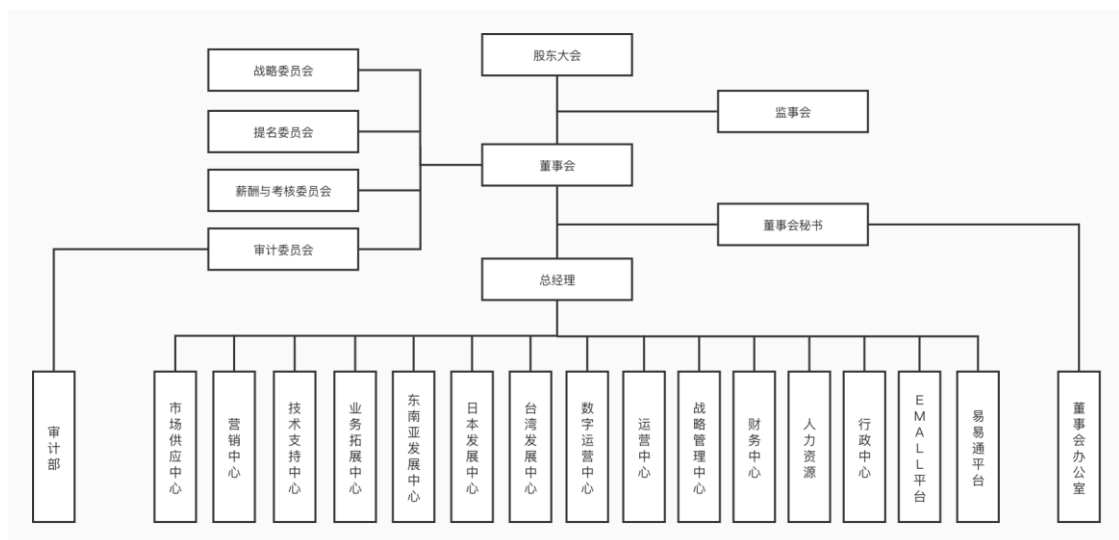 股东大会
战略委员会
监事会
提名委员会
董事会
薪酬与考核委员会
董事会秘书
审计委员会
总经理
审计部
市场供应中心
营销中心
技术支持中心
业务拓展中心
东南亚发展中心
日本发展中心
台湾发展中心
数字运营中心
运营中心
战略管理中心
财务中心
人力资源
行政中心
EMALL平台
易易通平台
董事会办公室